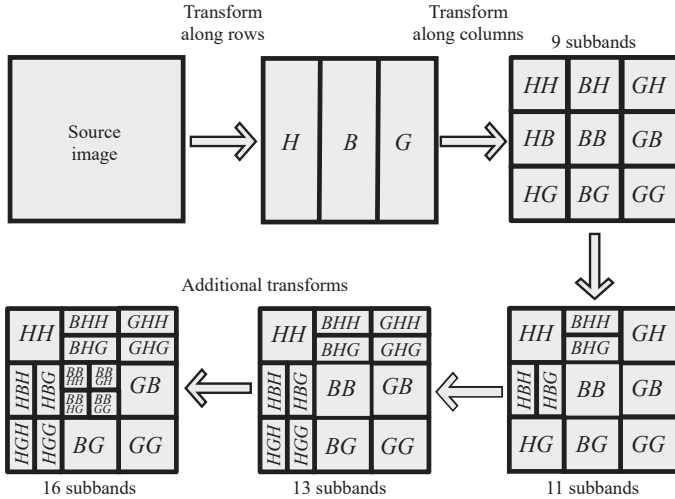 Transform
along rows
Transform
along columns
9 subbands
Source
image
H B G
HH BH GH
HB BB GB
HG BG GG
Additional transforms
HH BHH GHH
BHG GHG
HBH HBG BB HH BB GH GB
BB HG BB GG
HGH HGG BG GG
16 subbands
HH BHH GHH
BHG GHG
HBH HBG BB GB
HGH HGG BG GG
13 subbands
HH BHH GH
BHG
HBH HBG BB GB
HG BG GG
11 subbands